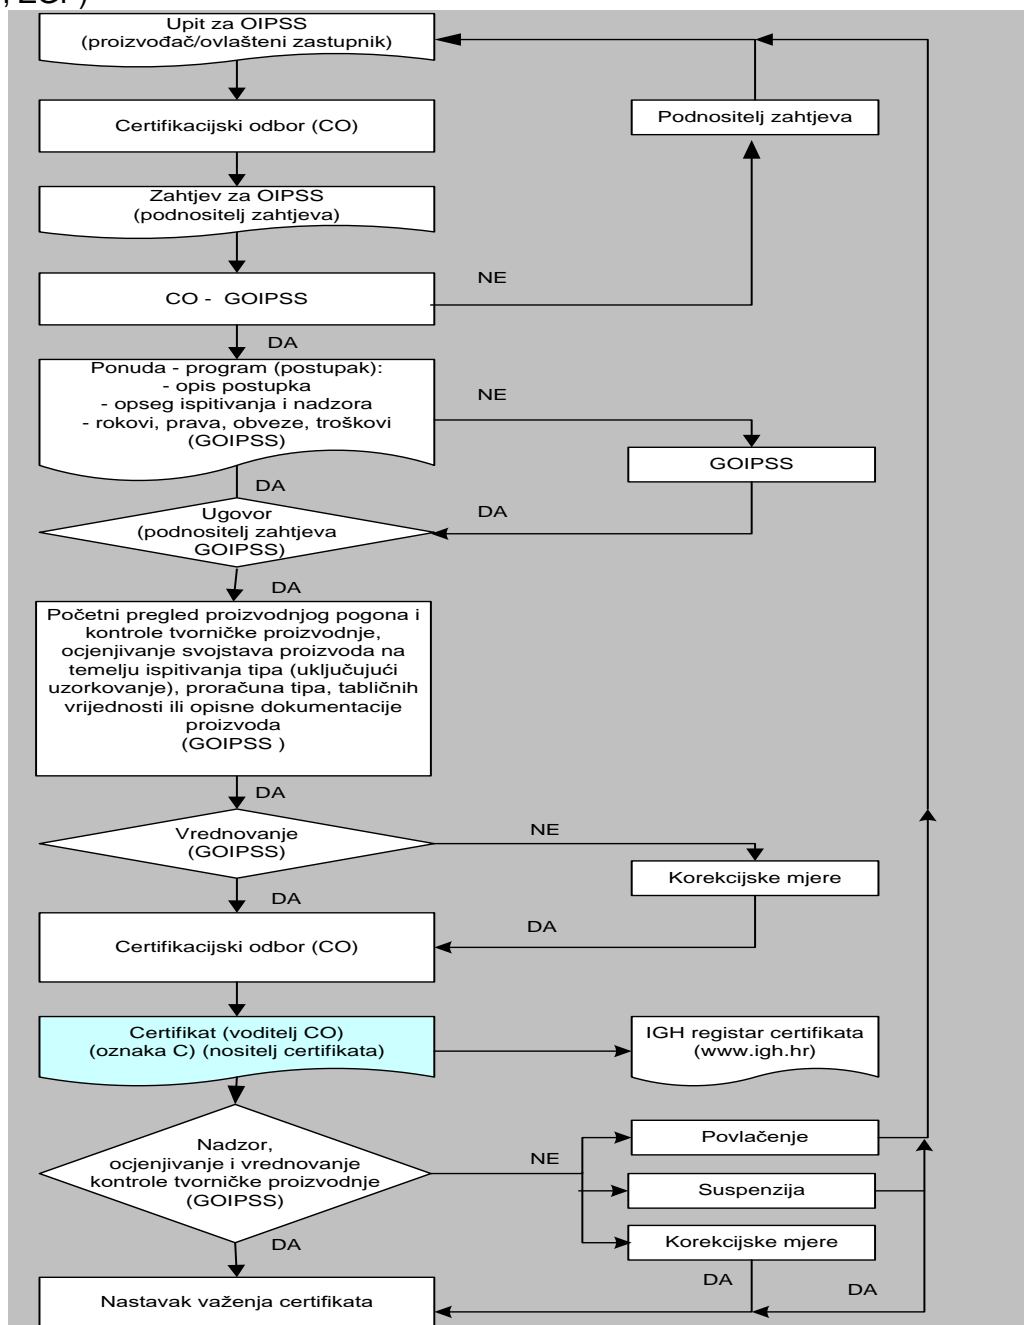 Upit za OIPSS
(proizvođač/ovlašteni zastupnik)
Certifikacijski odbor (CO)
Podnositelj zahtjeva
Zahtjev za OIPSS
(podnositelj zahtjeva)
NE
CO - GOIPSS
DA
Ponuda - program (postupak):
- opis postupka
- opseg ispitivanja i nadzora
- rokovi, prava, obveze, troškovi
(GOIPSS)
NE
GOIPSS
DA
DA
Ugovor
(podnositelj zahtjeva
GOIPSS)
DA
Početni pregled proizvodnjog pogona i
kontrole tvorničke proizvodnje,
ocjenjivanje svojstava proizvoda na
temelju ispitivanja tipa (uključujući
uzorkovanje), proračuna tipa, tabličnih
vrijednosti ili opisne dokumentacije
proizvoda
(GOIPSS )
DA
Vrednovanje
(GOIPSS)
NE
Korekcijske mjere
DA
DA
Certifikacijski odbor (CO)
Certifikat (voditelj CO)
(oznaka C) (nositelj certifikata)
IGH registar certifikata
(www.igh.hr)
Nadzor,
ocjenjivanje i vrednovanje
kontrole tvorničke proizvodnje
(GOIPSS)
NE
Povlačenje
Suspenzija
Korekcijske mjere
DA
DA
DA
Nastavak važenja certifikata